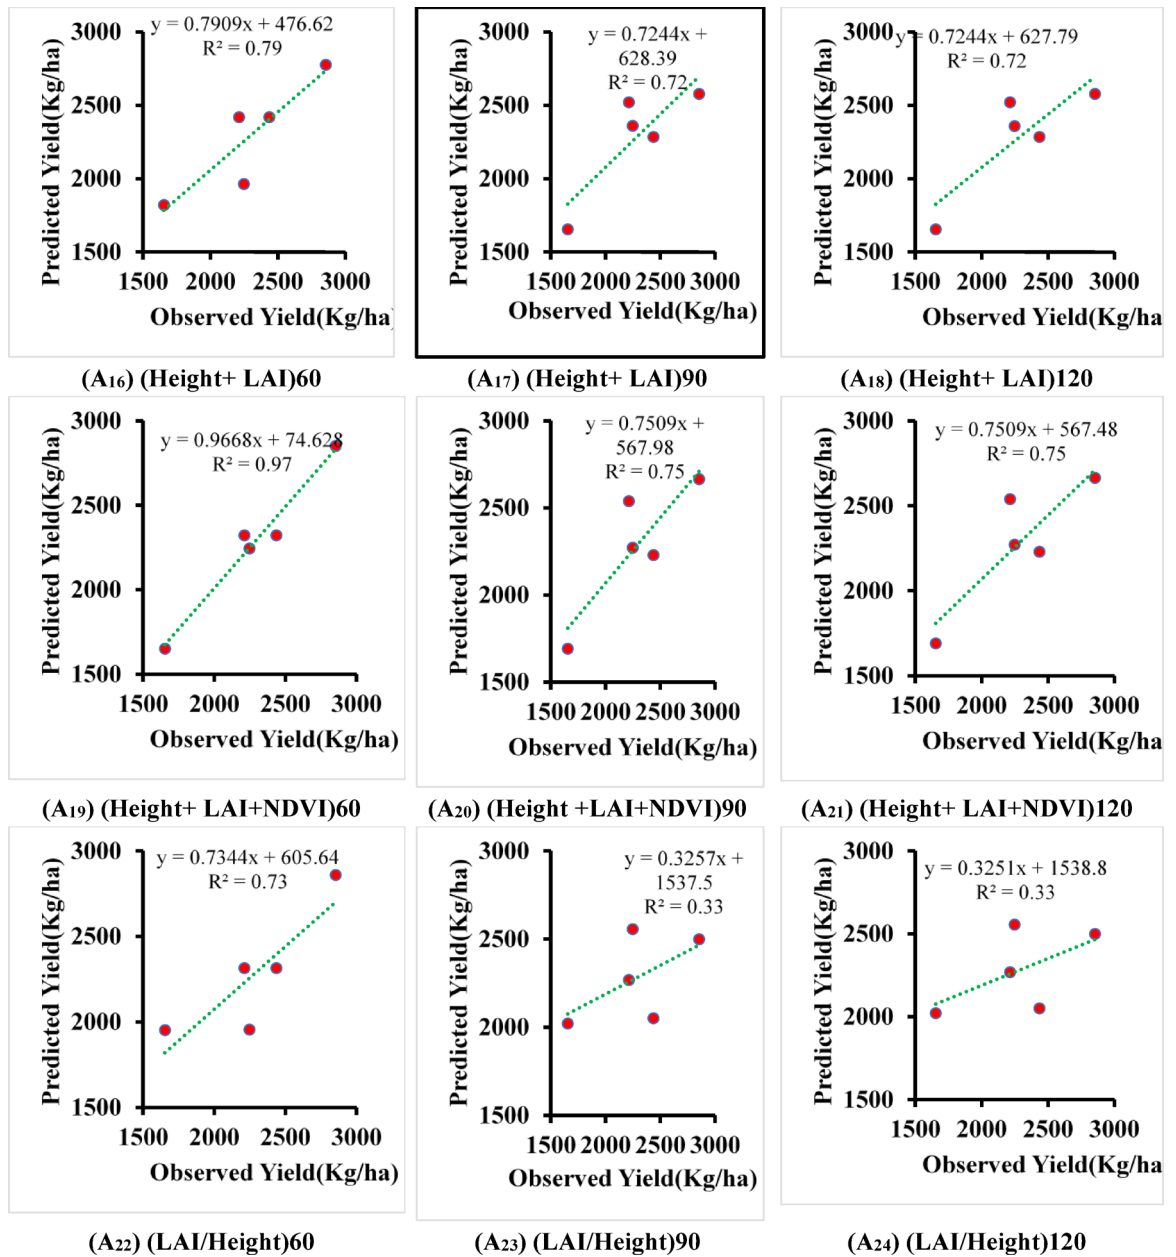 3000
2500
2000
1500
1500 2000 2500 3000
Predicted Yield(Kg/ha)
Observed Yield(Kg/ha)
y = 0.7909x + 476.62
R² = 0.79
(A₁₆) (Height+ LAI)60
3000
2500
2000
1500
1500 2000 2500 3000
Predicted Yield(Kg/ha)
Observed Yield(Kg/ha)
y = 0.7244x +
628.39
R² = 0.72
(A₁₇) (Height+ LAI)90
3000
2500
2000
1500
1500 2000 2500 3000
Predicted Yield(Kg/ha)
Observed Yield(Kg/ha
y = 0.7244x + 627.79
R² = 0.72
(A₁₈) (Height+ LAI)120
3000
2500
2000
1500
1500 2000 2500 3000
Predicted Yield(Kg/ha)
Observed Yield(Kg/ha)
y = 0.9668x + 74.628
R² = 0.97
(A₁₉) (Height+ LAI+NDVI)60
3000
2500
2000
1500
1500 2000 2500 3000
Predicted Yield(Kg/ha)
Observed Yield(Kg/ha)
y = 0.7509x +
567.98
R² = 0.75
(A₂₀) (Height +LAI+NDVI)90
3000
2500
2000
1500
1500 2000 2500 3000
Predicted Yield(Kg/ha)
Observed Yield(Kg/ha
y = 0.7509x + 567.48
R² = 0.75
(A₂₁) (Height+ LAI+NDVI)120
3000
2500
2000
1500
1500 2000 2500 3000
Predicted Yield(Kg/ha)
Observed Yield(Kg/ha)
y = 0.7344x + 605.64
R² = 0.73
(A₂₂) (LAI/Height)60
3000
2500
2000
1500
1500 2000 2500 3000
Predicted Yield(Kg/ha)
Observed Yield(Kg/ha)
y = 0.3257x +
1537.5
R² = 0.33
(A₂₃) (LAI/Height)90
3000
2500
2000
1500
1500 2000 2500 3000
Predicted Yield(Kg/ha)
Observed Yield(Kg/ha
y = 0.3251x + 1538.8
R² = 0.33
(A₂₄) (LAI/Height)120